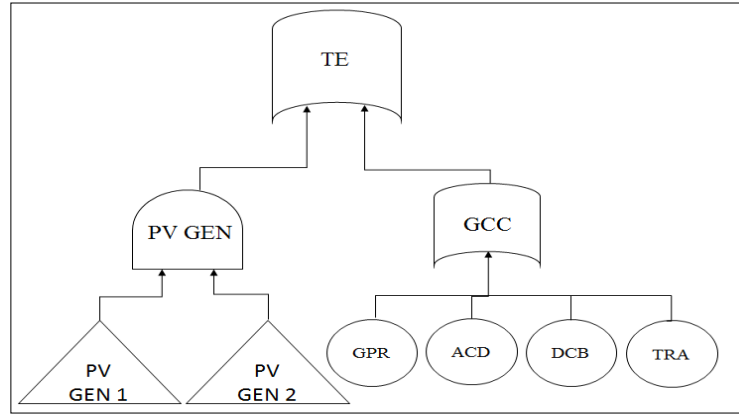 TE
PV GEN
GCC
PV
GEN 1
PV
GEN 2
GPR
ACD
DCB
TRA